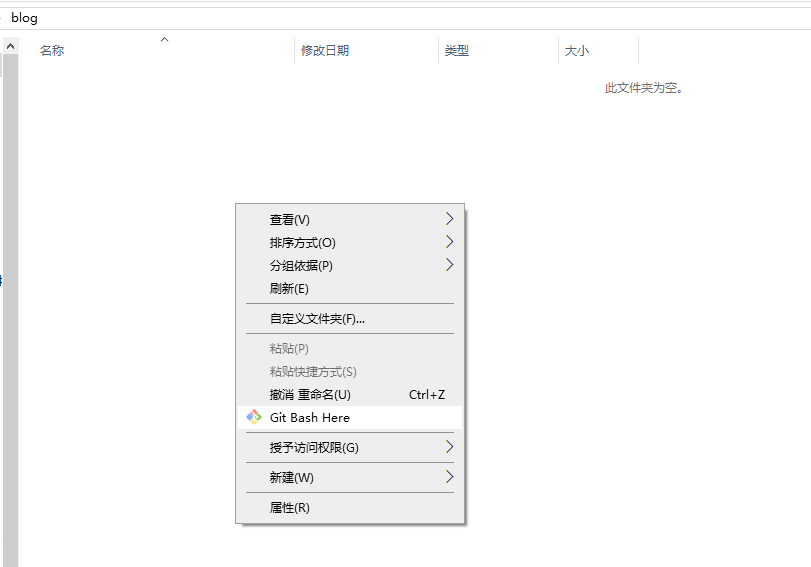 blog
名称 修改日期 类型 大小
此文件夹为空。
查看(V)
排序方式(O)
分组依据(P)
刷新(E)
自定义文件夹(F)...
粘贴(P)
粘贴快捷方式(S)
撤消 重命名(U) Ctrl+Z
Git Bash Here
授予访问权限(G)
新建(W)
属性(R)